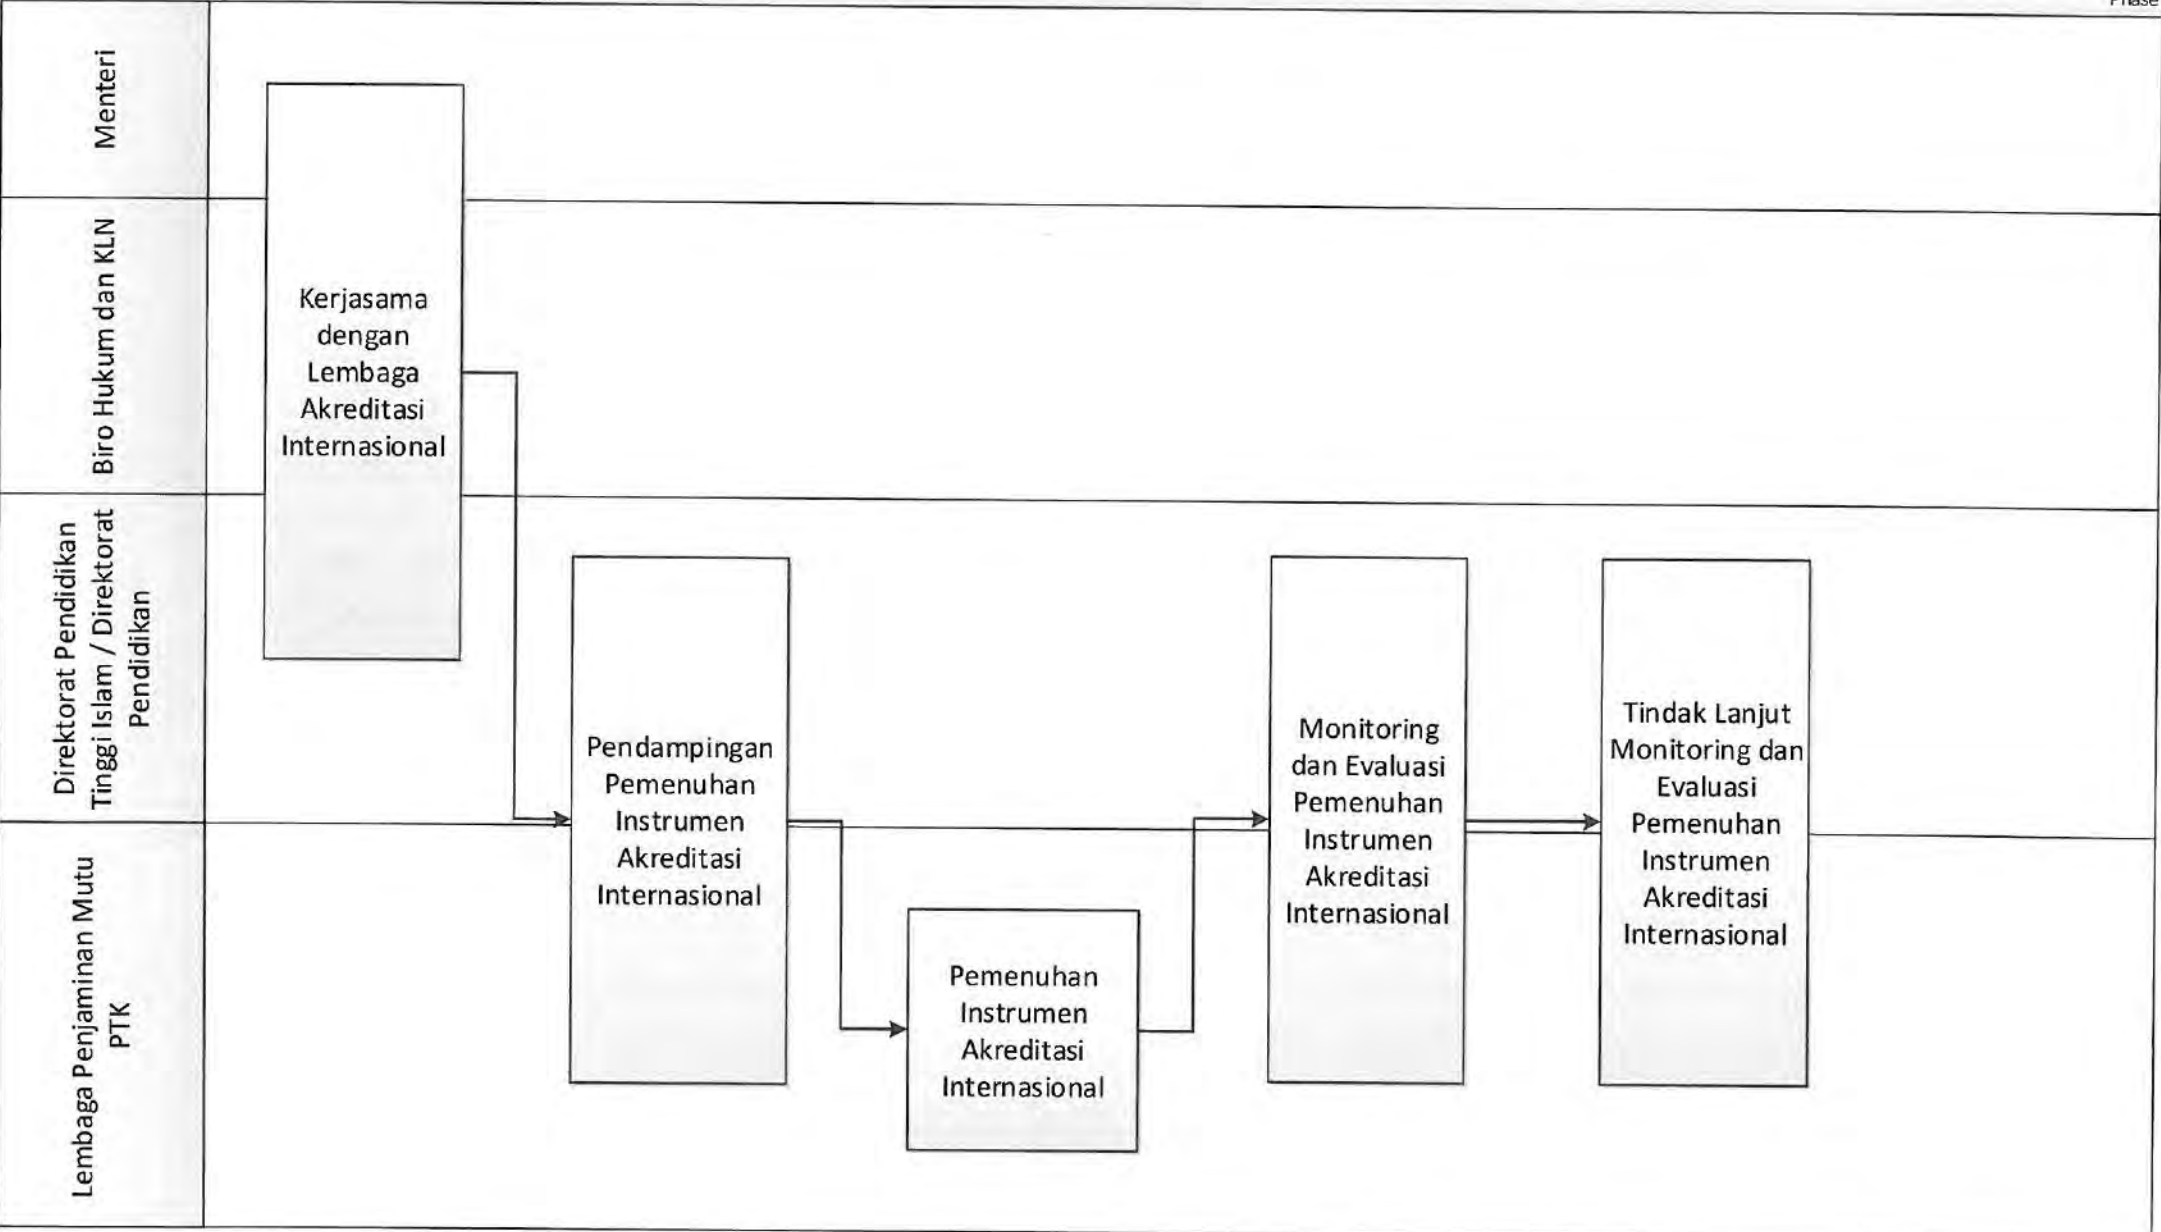 Phase
Menteri
Biro Hukum dan KLN
Direktorat Pendidikan
Tinggi Islam / Direktorat
Pendidikan
Lembaga Penjaminan Mutu
PTK
Kerjasama
dengan
Lembaga
Akreditasi
Internasional
Pendampingan
Pemenuhan
Instrumen
Akreditasi
Internasional
Pemenuhan
Instrumen
Akreditasi
Internasional
Monitoring
dan Evaluasi
Pemenuhan
Instrumen
Akreditasi
Internasional
Tindak Lanjut
Monitoring dan
Evaluasi
Pemenuhan
Instrumen
Akreditasi
Internasional